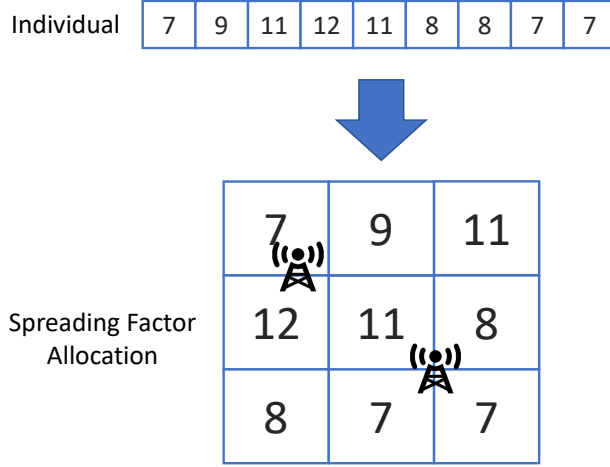 Individual 7 9 11 12 11 8 8 7 7
7 9 11
Spreading Factor
Allocation
12 11 8
8 7 7